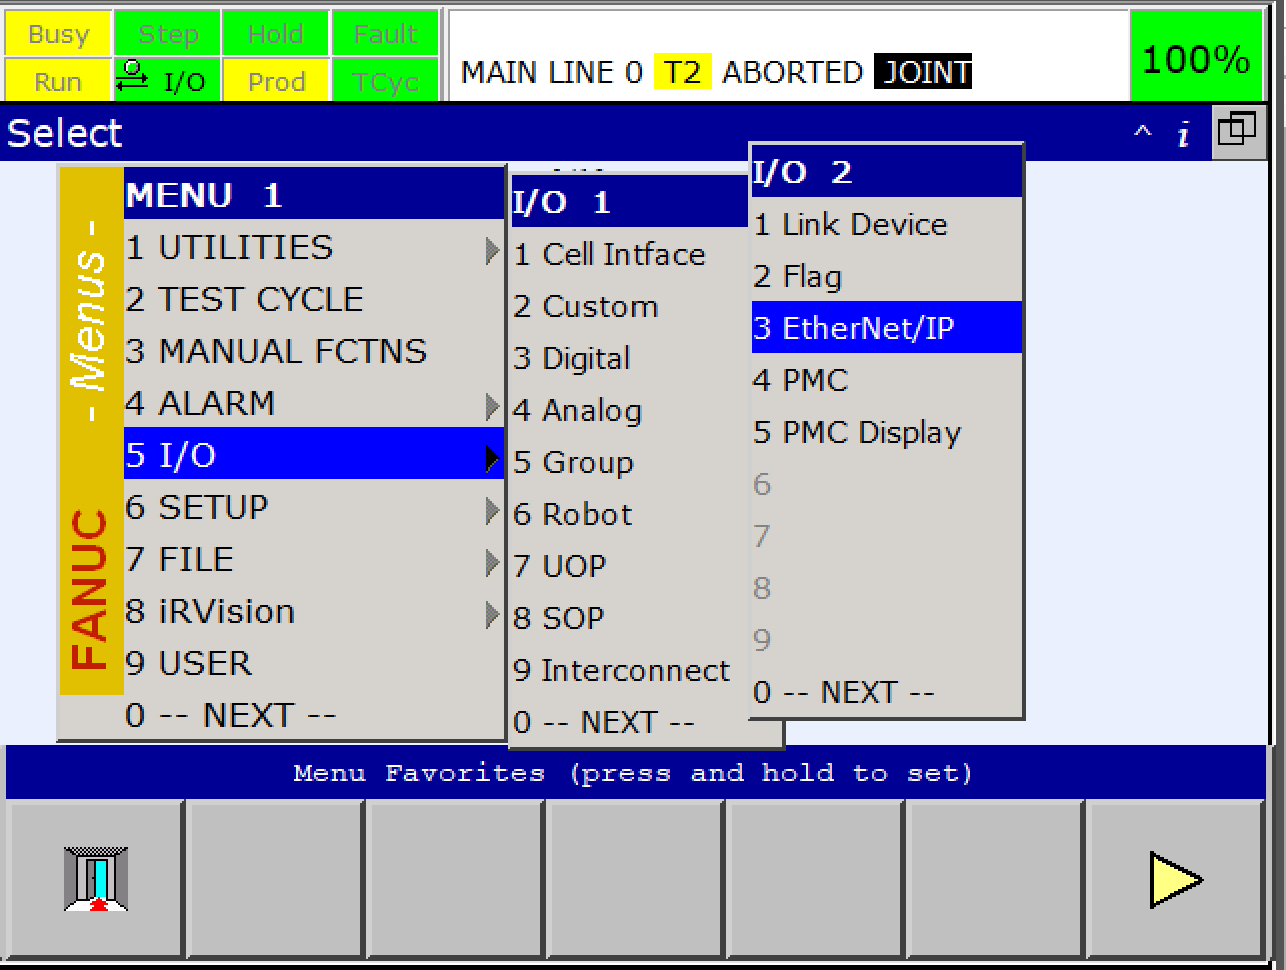 Busy Step Hold Fault
Run I/O Prod TCyc
MAIN LINE 0 T2 ABORTED JOINT
100%
Select
^ i
- Menus -
FANUC
MENU 1
1 UTILITIES
2 TEST CYCLE
3 MANUAL FCTNS
4 ALARM
5 I/O
6 SETUP
7 FILE
8 iRVision
9 USER
0 -- NEXT --
I/O 1
1 Cell Intface
2 Custom
3 Digital
4 Analog
5 Group
6 Robot
7 UOP
8 SOP
9 Interconnect
0 -- NEXT --
I/O 2
1 Link Device
2 Flag
3 EtherNet/IP
4 PMC
5 PMC Display
6
7
8
9
0 -- NEXT --
Menu Favorites (press and hold to set)